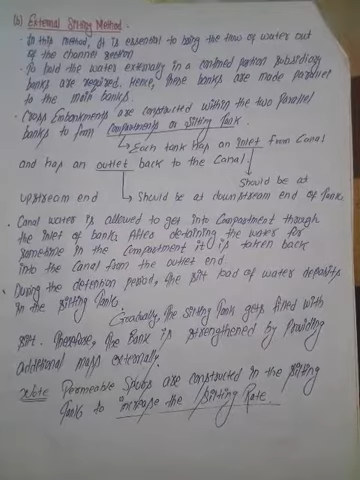 (b) External Silting Method.
• In this method, it is essential to bring the flow of water out
of the channel section
• To hold the water externally in a confined portion subsidiary
banks are required. Hence, these banks are made parallel
to the main banks.
• Cross Embankments are constructed within the two parallel
banks to form Compartments or Silting Tank.
Each tank has an inlet from Canal
and has an outlet back to the Canal
Should be at
upstream end Should be at downstream end of Tank.
• Canal water is allowed to get into Compartment through
the inlet of bank. After detaining the water for
sometime in the Compartment it is taken back
into the Canal from the outlet end.
• During the detention period, the silt load of water deposits
in the silting Tank.
Gradually, the silting Tank gets filled with
silt. Therefore, the Bank is strengthened by Providing
additional mass externally.
Note Permeable Spurs are constructed in the silting
Tank to increase the Silting Rate.